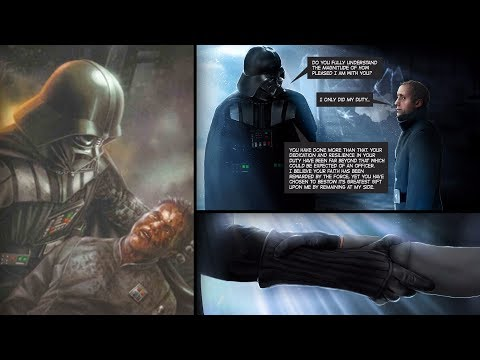 DO YOU FULLY UNDERSTAND
THE MAGNITUDE OF HOW
PLEASED I AM WITH YOU?
I ONLY DID MY DUTY...
YOU HAVE DONE MORE THAN THAT. YOUR
DEDICATION AND RESILIENCE IN YOUR
DUTY HAVE BEEN FAR BEYOND THAT WHICH
COULD BE EXPECTED OF AN OFFICER.
I BELIEVE YOUR FAITH HAS BEEN
REWARDED BY THE FORCE, YET YOU HAVE
CHOSEN TO BESTOW ITS GREATEST GIFT
UPON ME BY REMAINING AT MY SIDE.